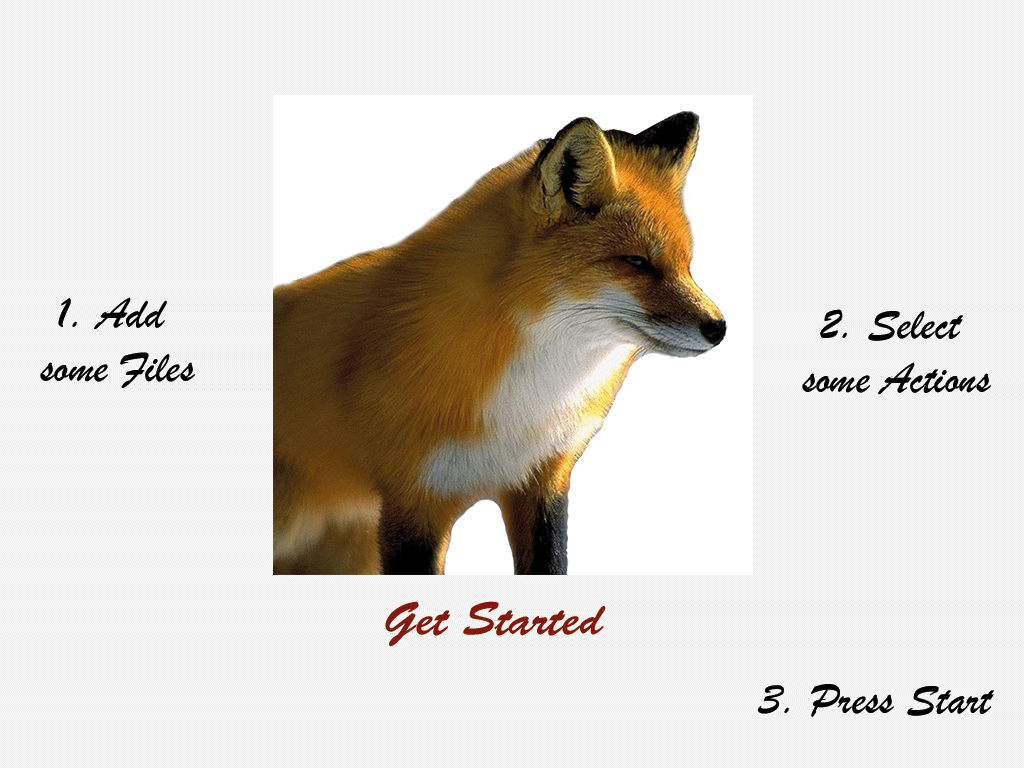 1. Add
some Files
2. Select
some Actions
Get Started
3. Press Start